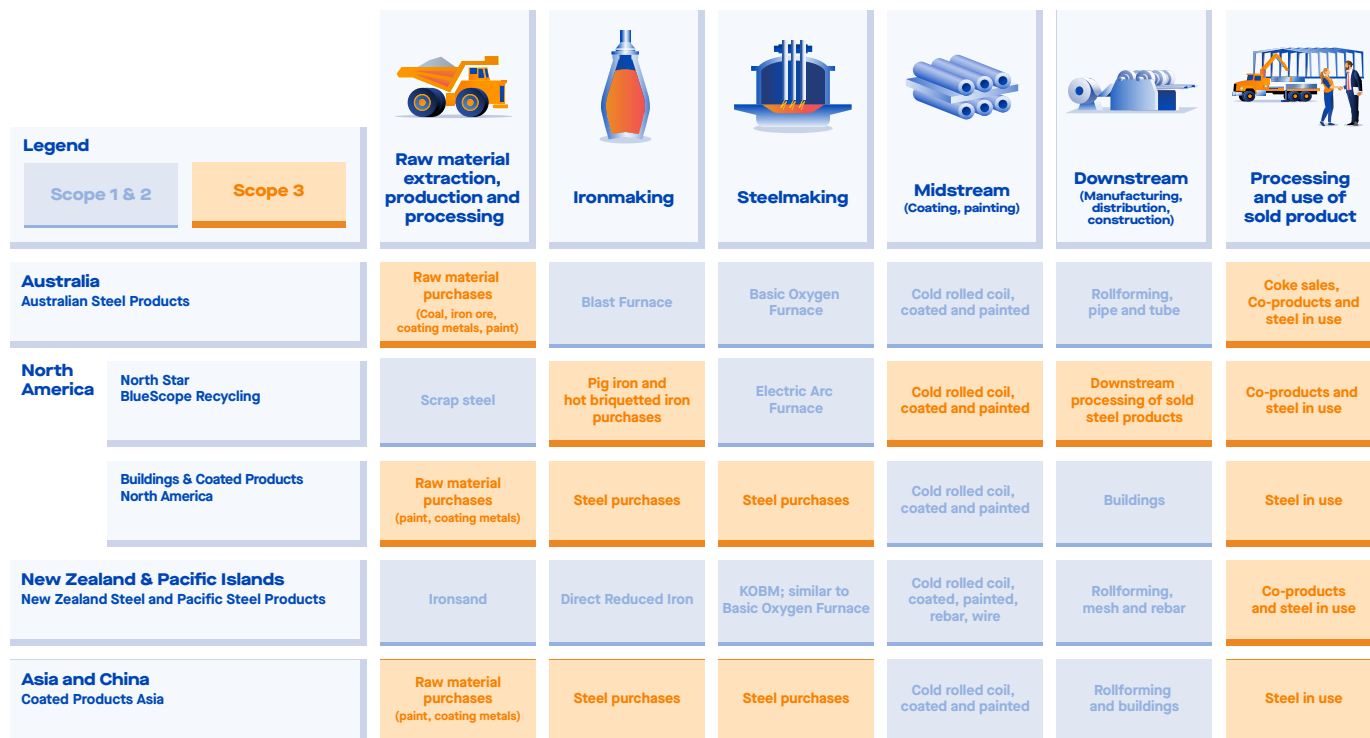 Legend
Scope 1 & 2
Scope 3
Raw material
extraction,
production and
processing
Ironmaking
Steelmaking
Midstream
(Coating, painting)
Downstream
(Manufacturing,
distribution,
construction)
Processing
and use of
sold product
Australia
Australian Steel Products
Raw material
purchases
(Coal, iron ore,
coating metals, paint)
Blast Furnace
Basic Oxygen
Furnace
Cold rolled coil,
coated and painted
Rollforming,
pipe and tube
Coke sales,
Co-products and
steel in use
North
America
North Star
BlueScope Recycling
Scrap steel
Pig iron and
hot briquetted iron
purchases
Electric Arc
Furnace
Cold rolled coil,
coated and painted
Downstream
processing of sold
steel products
Co-products and
steel in use
Buildings & Coated Products
North America
Raw material
purchases
(paint, coating metals)
Steel purchases
Steel purchases
Cold rolled coil,
coated and painted
Buildings
Steel in use
New Zealand & Pacific Islands
New Zealand Steel and Pacific Steel Products
Ironsand
Direct Reduced Iron
KOBM; similar to
Basic Oxygen Furnace
Cold rolled coil,
coated, painted,
rebar, wire
Rollforming,
mesh and rebar
Co-products
and steel in use
Asia and China
Coated Products Asia
Raw material
purchases
(paint, coating metals)
Steel purchases
Steel purchases
Cold rolled coil,
coated and painted
Rollforming
and buildings
Steel in use